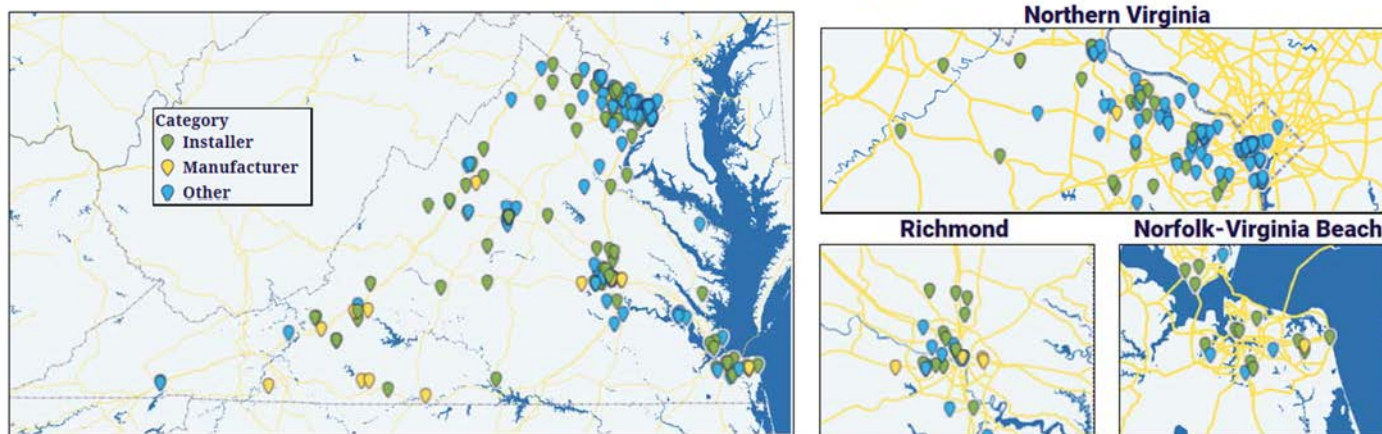 Category
Installer
Manufacturer
Other
Northern Virginia
Richmond
Norfolk-Virginia Beach